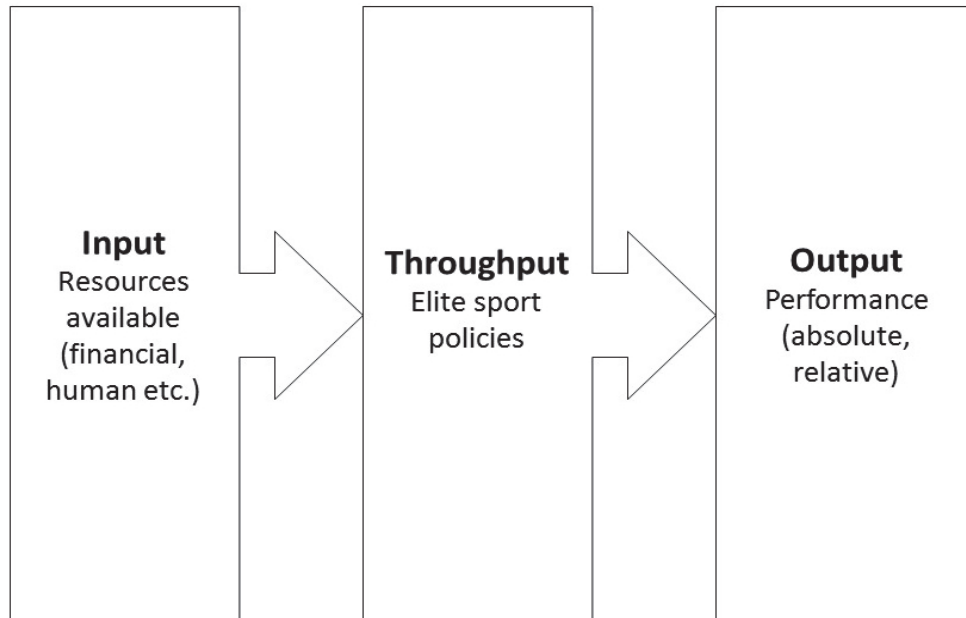 Input
Resources
available
(financial,
human etc.)
Throughput
Elite sport
policies
Output
Performance
(absolute,
relative)